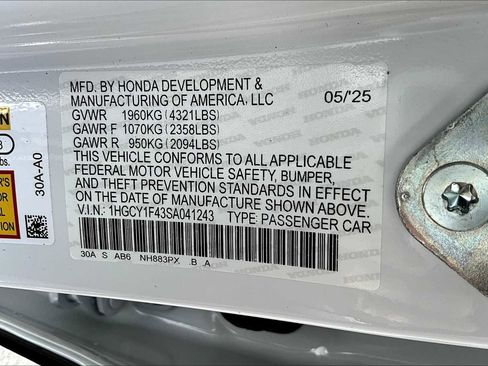 MFD. BY HONDA DEVELOPMENT &
MANUFACTURING OF AMERICA, LLC 05/'25
GVWR 1960KG (4321LBS)
GAWR F 1070KG (2358LBS)
GAWR R 950KG (2094LBS)
THIS VEHICLE CONFORMS TO ALL APPLICABLE
FEDERAL MOTOR VEHICLE SAFETY, BUMPER,
AND THEFT PREVENTION STANDARDS IN EFFECT
ON THE DATE OF MANUFACTURE SHOWN ABOVE.
V.I.N.: 1HGCY1F43SA041243 TYPE: PASSENGER CAR
30A S AB6 NH883PX .B .A
30A-A0